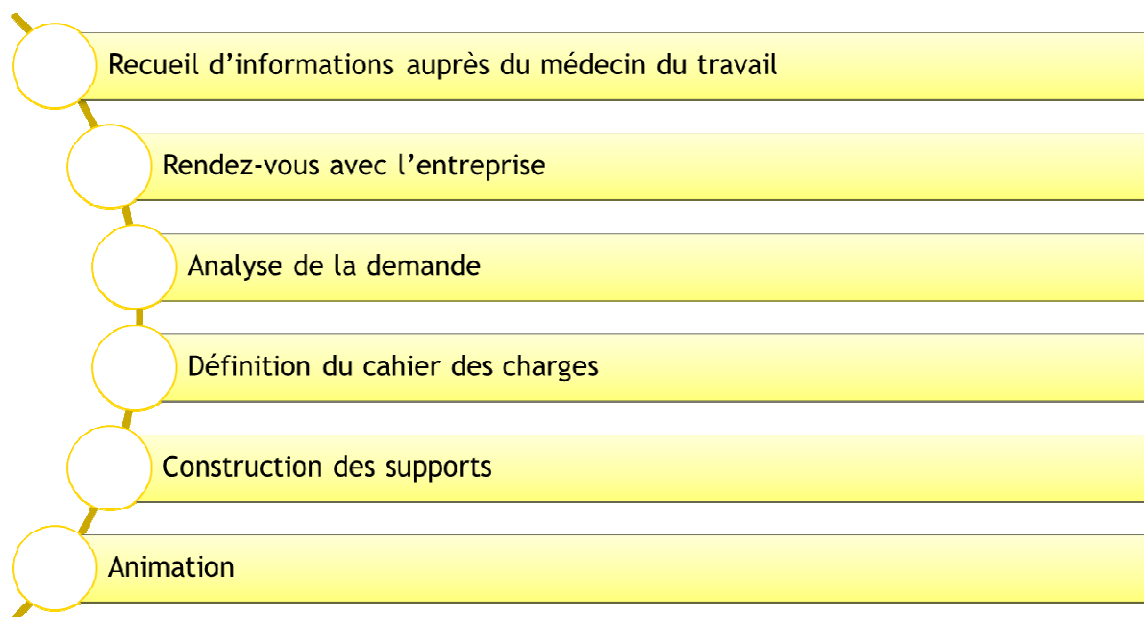 Recueil d’informations auprès du médecin du travail
Rendez-vous avec l’entreprise
Analyse de la demande
Définition du cahier des charges
Construction des supports
Animation